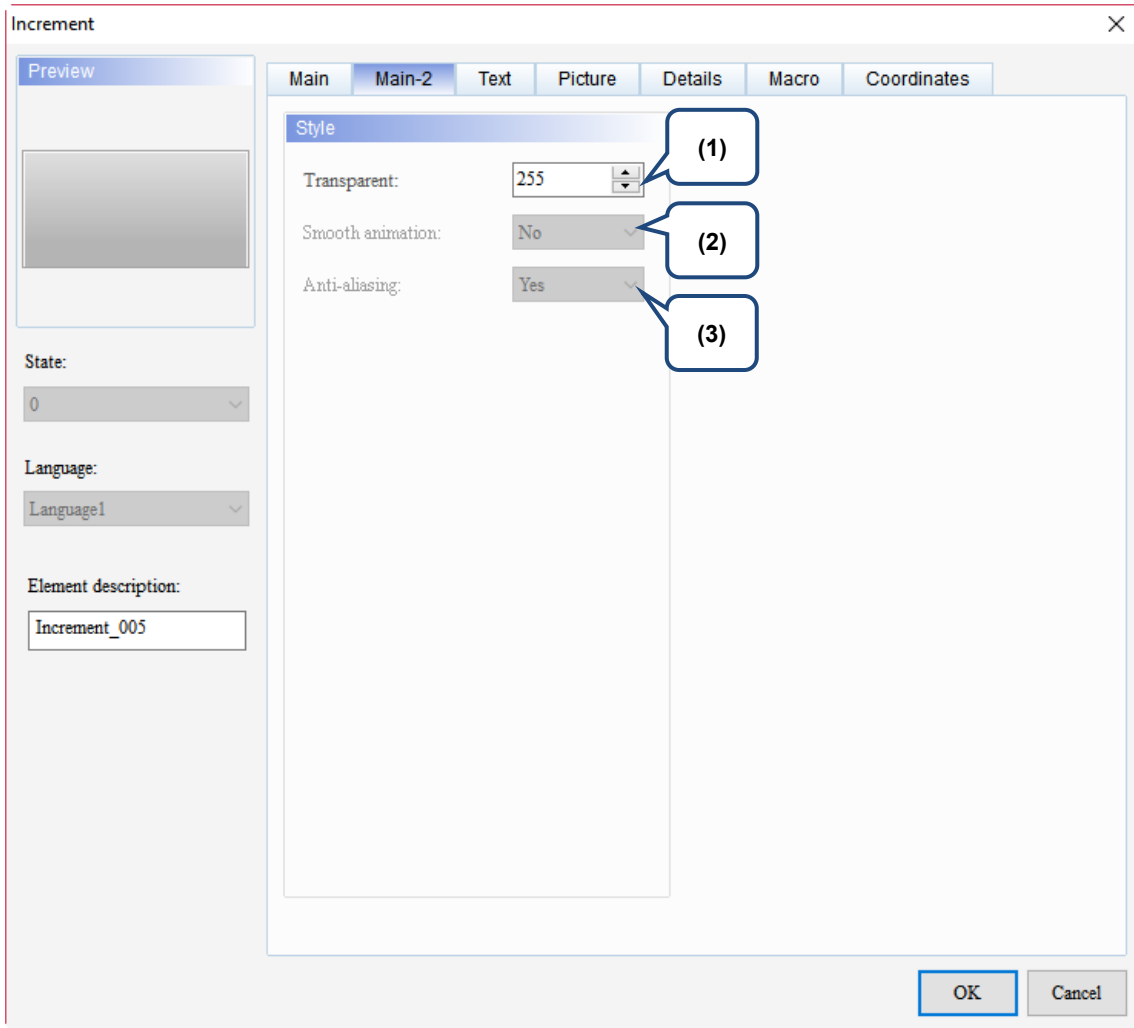 Increment
Preview
Main Main-2 Text Picture Details Macro Coordinates
Style
(1)
Transparent: 255
Smooth animation: No
(2)
Anti-aliasing: Yes
(3)
State:
0
Language:
Language1
Element description:
Increment_005
OK Cancel